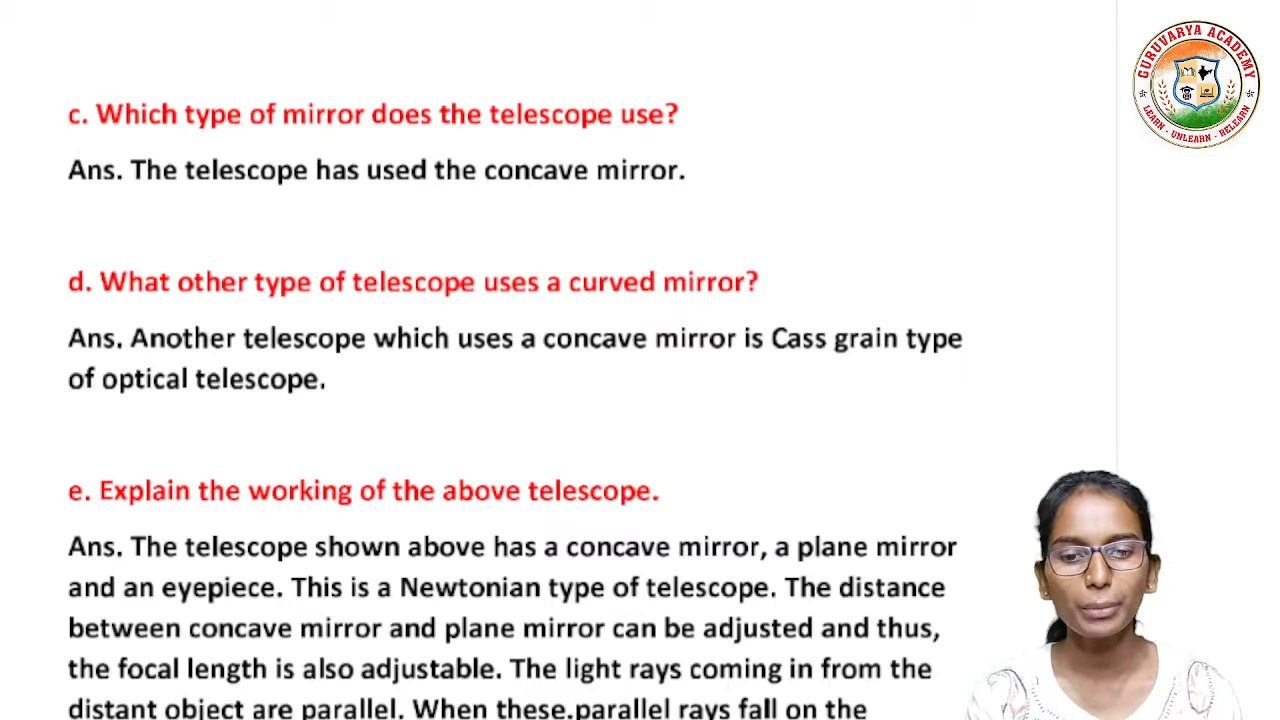 GURUVARYA ACADEMY
LEARN - UNLEARN - RELEARN
c. Which type of mirror does the telescope use?
Ans. The telescope has used the concave mirror.
d. What other type of telescope uses a curved mirror?
Ans. Another telescope which uses a concave mirror is Cass grain type
of optical telescope.
e. Explain the working of the above telescope.
Ans. The telescope shown above has a concave mirror, a plane mirror
and an eyepiece. This is a Newtonian type of telescope. The distance
between concave mirror and plane mirror can be adjusted and thus,
the focal length is also adjustable. The light rays coming in from the
distant object are parallel. When these.parallel rays fall on the